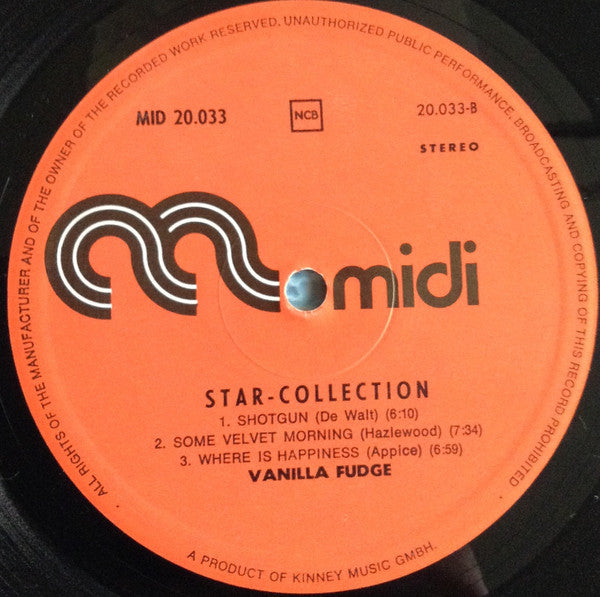 ALL RIGHTS OF THE MANUFACTURER AND OF THE OWNER OF THE RECORDED WORK RESERVED. UNAUTHORIZED PUBLIC PERFORMANCE, BROADCASTING AND COPYING OF THIS RECORD PROHIBITED
MID 20.033
NCB
20.033-B
STEREO
midi
STAR-COLLECTION
1. SHOTGUN (De Walt) (6:10)
2. SOME VELVET MORNING (Hazlewood) (7:34)
3. WHERE IS HAPPINESS (Appice) (6:59)
VANILLA FUDGE
· A PRODUCT OF KINNEY MUSIC GMBH. ·